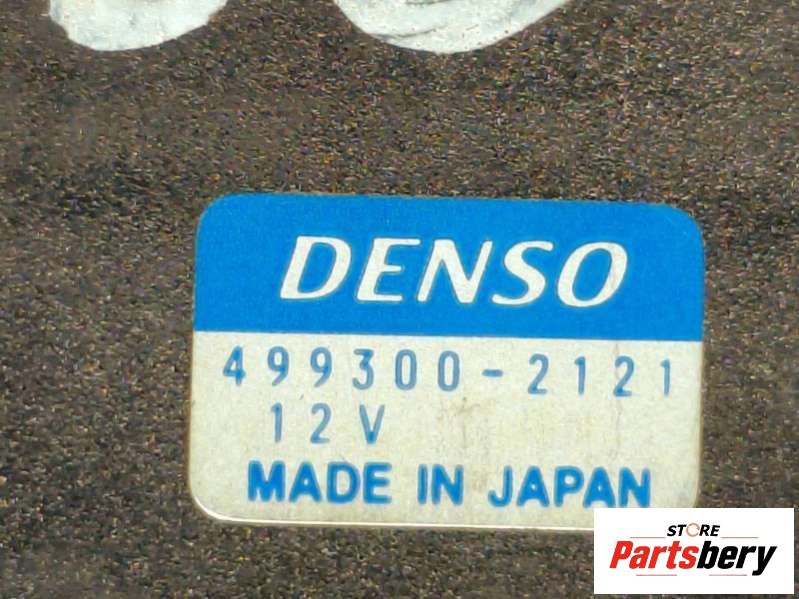 DENSO
499300-2121
12V
MADE IN JAPAN
STORE
Partsbery